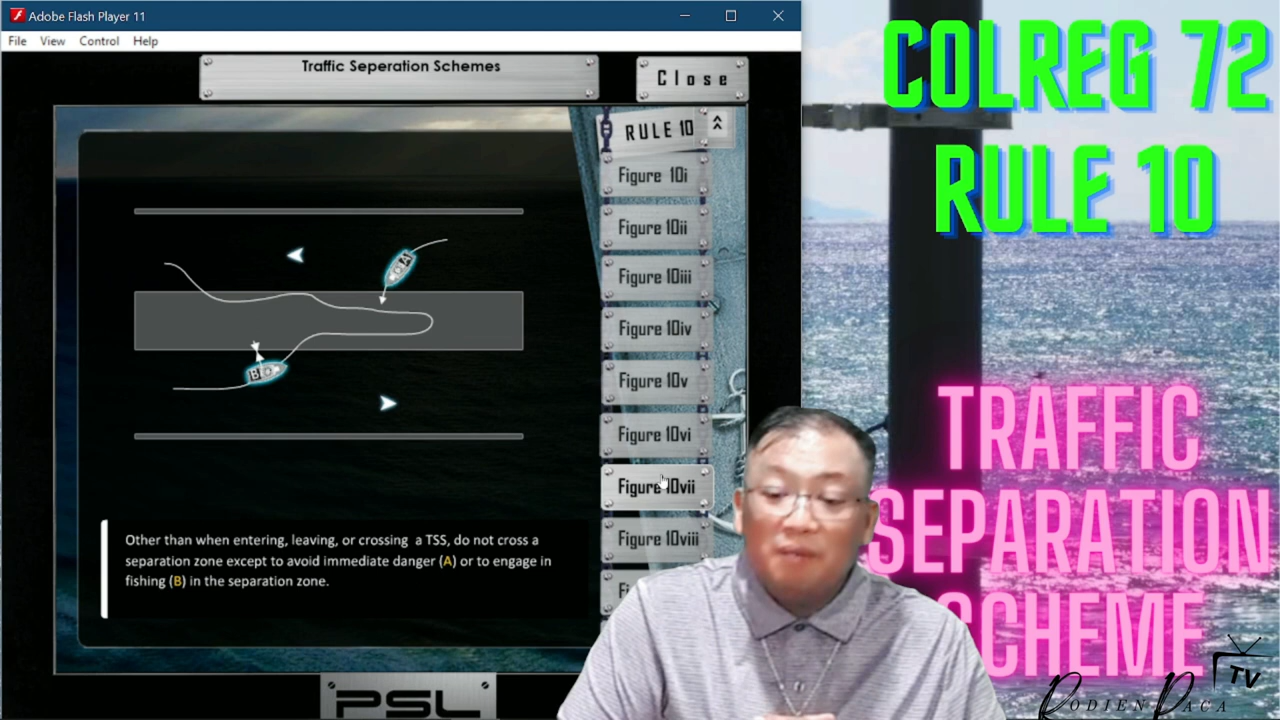 Adobe Flash Player 11
File View Control Help
Traffic Seperation Schemes
Close
RULE 10
Figure 10i
Figure 10ii
Figure 10iii
Figure 10iv
Figure 10v
Figure 10vi
Figure 10vii
Figure 10viii
Fi
A
B
Other than when entering, leaving, or crossing a TSS, do not cross a
separation zone except to avoid immediate danger (A) or to engage in
fishing (B) in the separation zone.
PSL
COLREG 72
RULE 10
TRAFFIC
SEPARATION
SCHEME
RODIEN PACA
TV